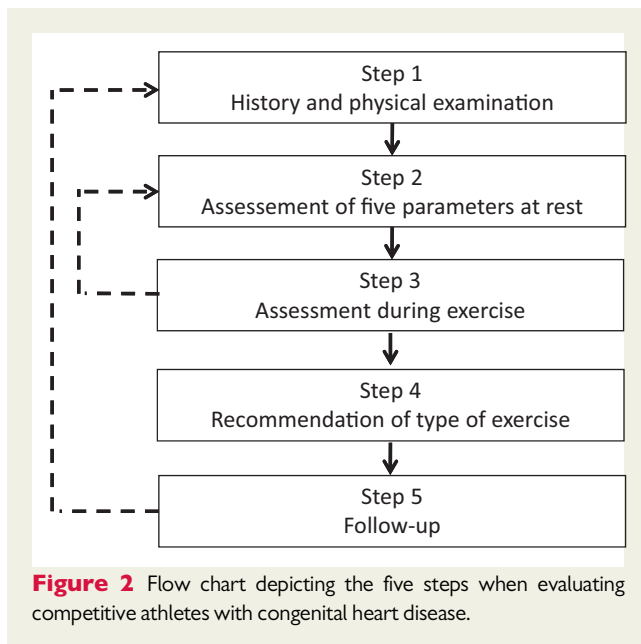 Step 1
History and physical examination
Step 2
Assessement of five parameters at rest
Step 3
Assessment during exercise
Step 4
Recommendation of type of exercise
Step 5
Follow-up
Figure 2 Flow chart depicting the five steps when evaluating
competitive athletes with congenital heart disease.